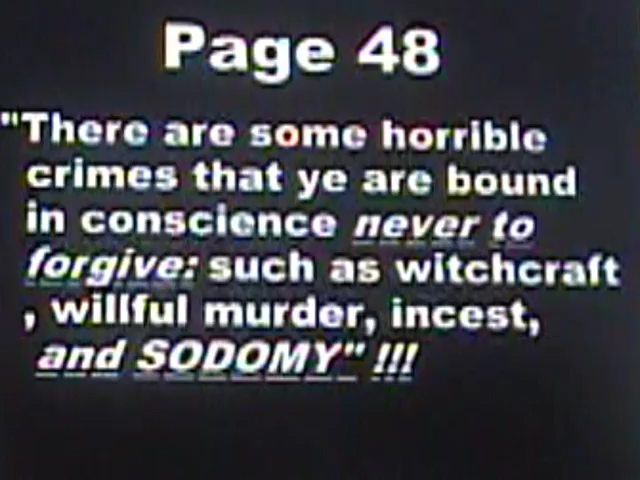 Page 48
"There are some horrible
crimes that ye are bound
in conscience never to
forgive: such as witchcraft
, willful murder, incest,
and SODOMY" !!!